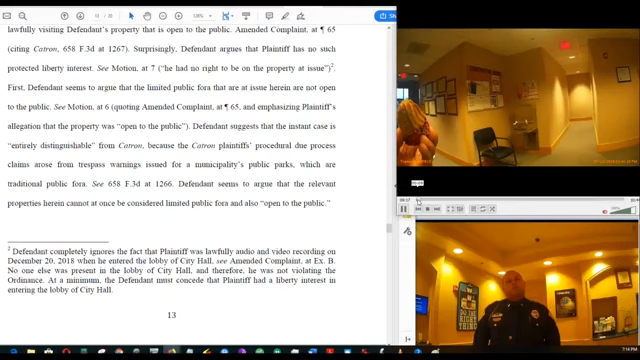 13 / 20
126%
Share
lawfully visiting Defendant's property that is open to the public. Amended Complaint, at ¶ 65
(citing Catron, 658 F.3d at 1267). Surprisingly, Defendant argues that Plaintiff has no such
protected liberty interest. See Motion, at 7 ("he had no right to be on the property at issue")2.
First, Defendant seems to argue that the limited public fora that are at issue herein are not open
to the public. See Motion, at 6 (quoting Amended Complaint, at ¶ 65, and emphasizing Plaintiff's
allegation that the property was "open to the public"). Defendant suggests that the instant case is
"entirely distinguishable" from Catron, because the Catron plaintiffs' procedural due process
claims arose from trespass warnings issued for a municipality's public parks, which are
traditional public fora. See 658 F.3d at 1266. Defendant seems to argue that the relevant
properties herein cannot at once be considered limited public fora and also "open to the public."
2 Defendant completely ignores the fact that Plaintiff was lawfully audio and video recording on
December 20, 2018 when he entered the lobby of City Hall, see Amended Complaint, at Ex. B.
No one else was present in the lobby of City Hall, and therefore, he was not violating the
Ordinance. At a minimum, the Defendant must concede that Plaintiff had a liberty interest in
entering the lobby of City Hall.
13
DO THE
RIGHT
THING
7:14 PM